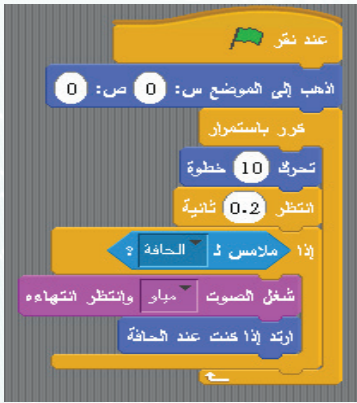 عند نقر
اذهب إلى الموضع س: 0 ص: 0
كرر باستمرار
تحرك 10 خطوة
انتظر 0.2 ثانية
إذا ملامس لـ الحافة ؟
شغل الصوت مياو وانتظر انتهاءه
ارتد إذا كنت عند الحافة